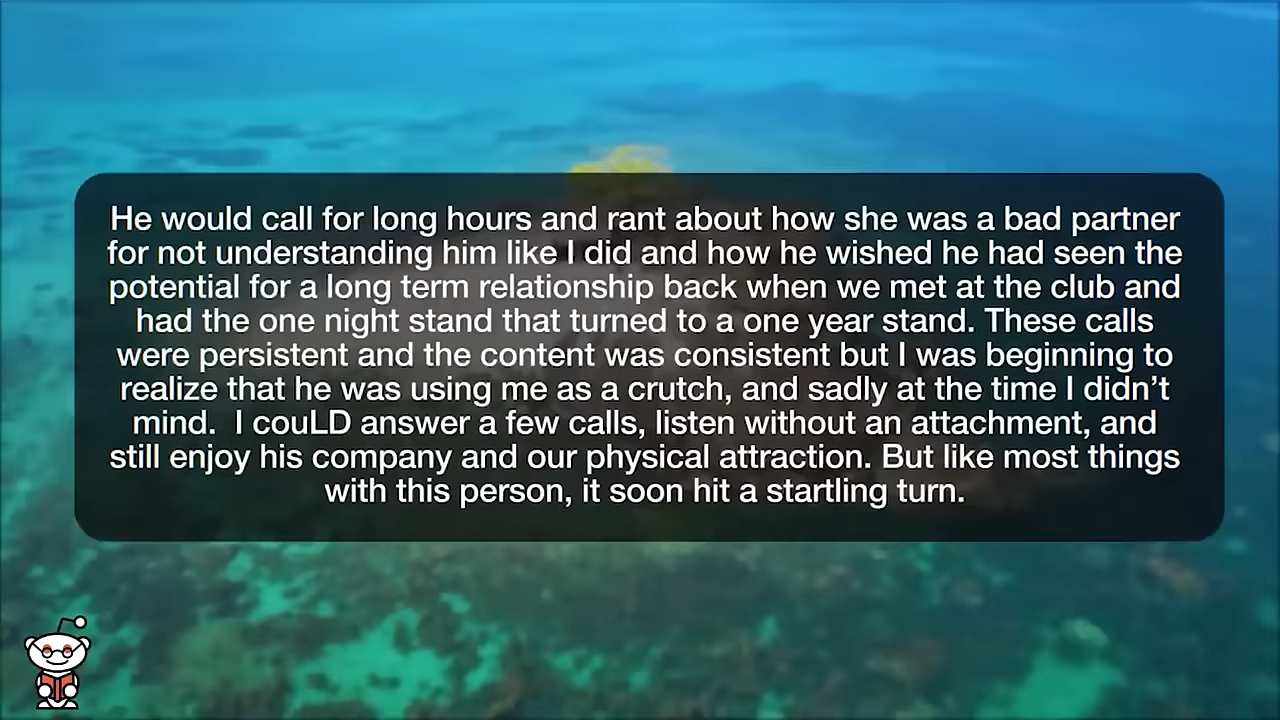 He would call for long hours and rant about how she was a bad partner
for not understanding him like I did and how he wished he had seen the
potential for a long term relationship back when we met at the club and
had the one night stand that turned to a one year stand. These calls
were persistent and the content was consistent but I was beginning to
realize that he was using me as a crutch, and sadly at the time I didn’t
mind.  I couLD answer a few calls, listen without an attachment, and
still enjoy his company and our physical attraction. But like most things
with this person, it soon hit a startling turn.